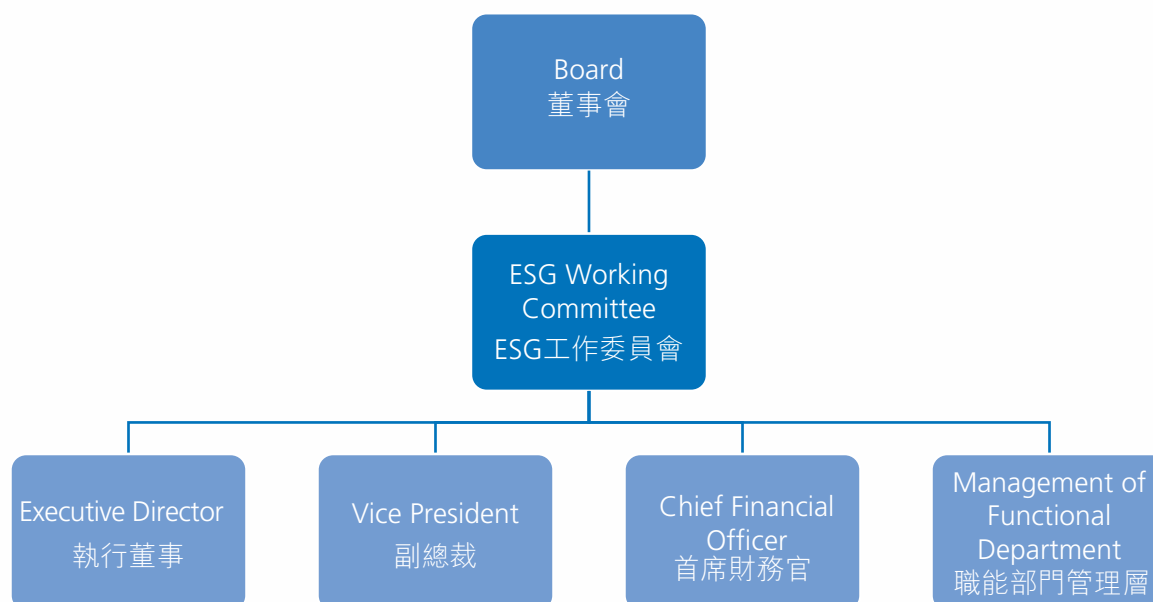 Board
董事會
ESG Working
Committee
ESG工作委員會
Executive Director
執行董事
Vice President
副總裁
Chief Financial
Officer
首席財務官
Management of
Functional
Department
職能部門管理層